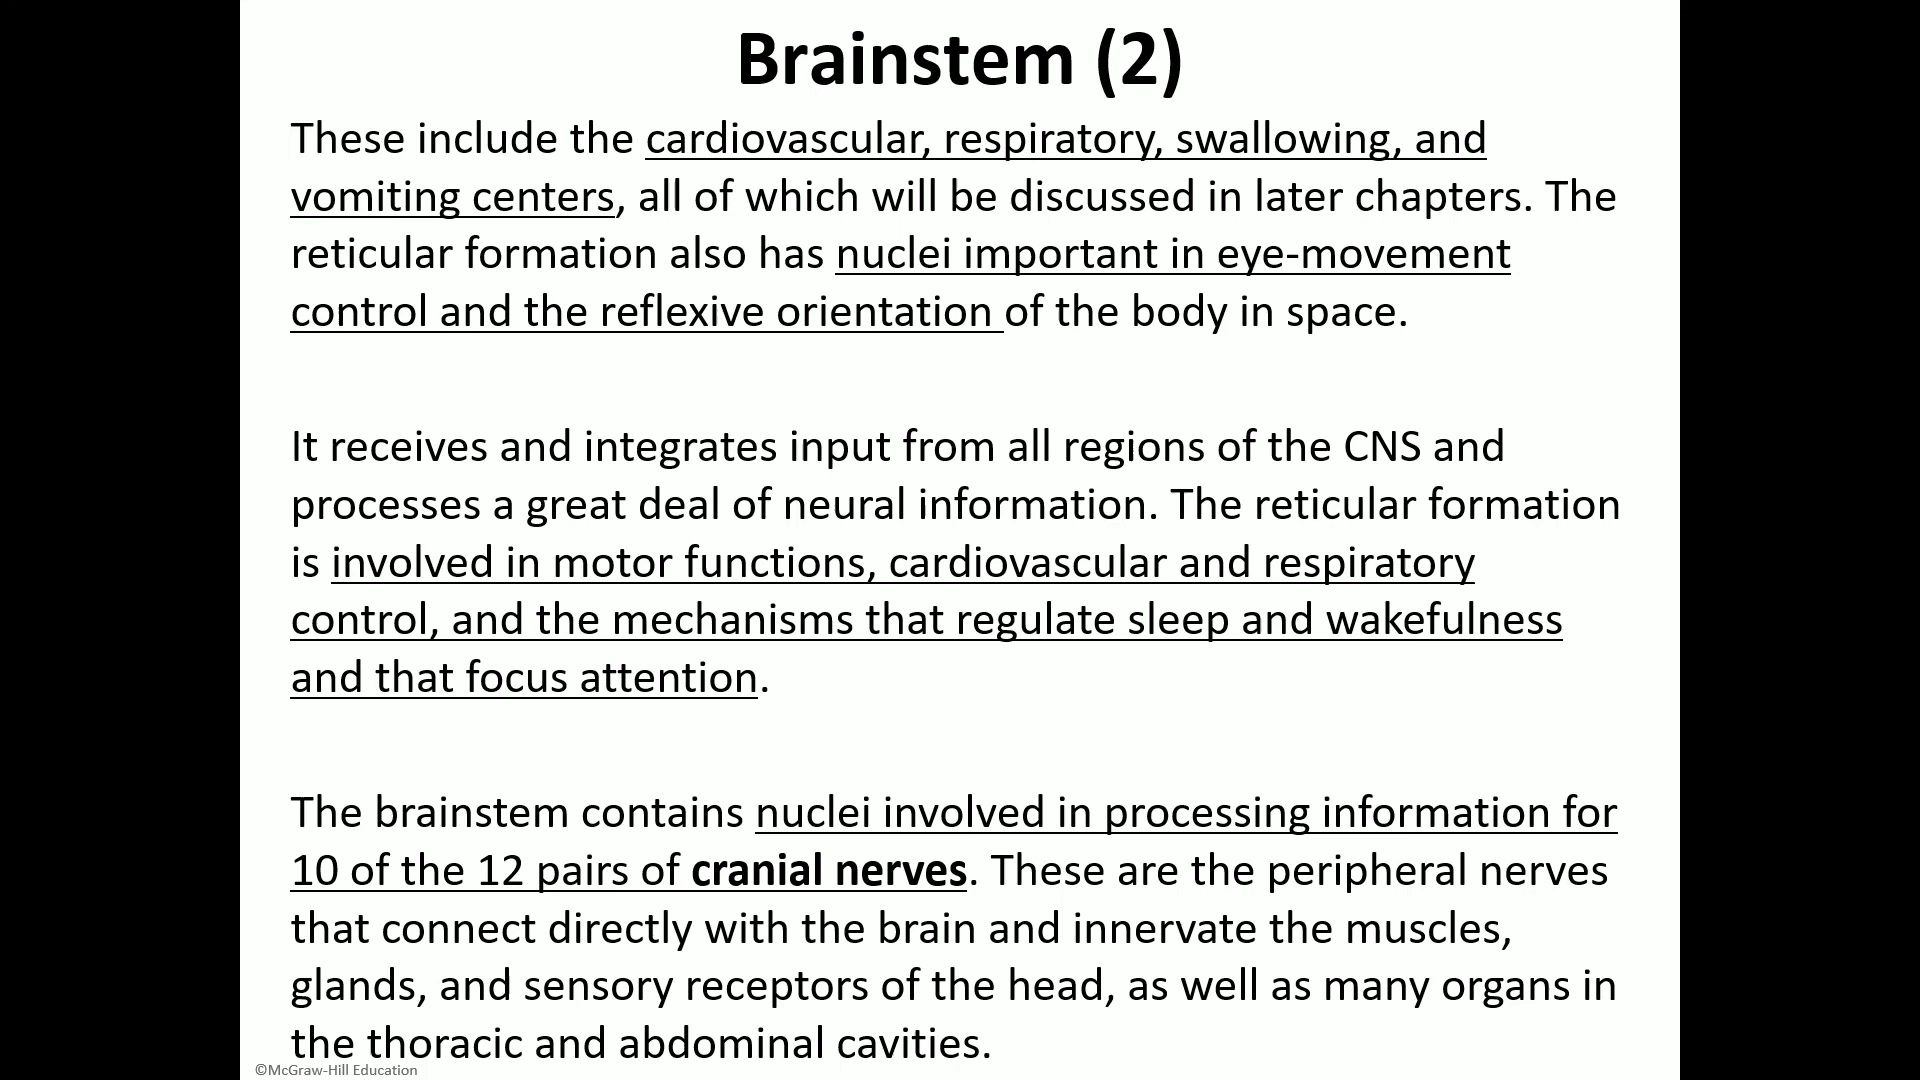 Brainstem (2)
These include the cardiovascular, respiratory, swallowing, and
vomiting centers, all of which will be discussed in later chapters. The
reticular formation also has nuclei important in eye-movement
control and the reflexive orientation of the body in space.
It receives and integrates input from all regions of the CNS and
processes a great deal of neural information. The reticular formation
is involved in motor functions, cardiovascular and respiratory
control, and the mechanisms that regulate sleep and wakefulness
and that focus attention.
The brainstem contains nuclei involved in processing information for
10 of the 12 pairs of cranial nerves. These are the peripheral nerves
that connect directly with the brain and innervate the muscles,
glands, and sensory receptors of the head, as well as many organs in
the thoracic and abdominal cavities.
©McGraw-Hill Education